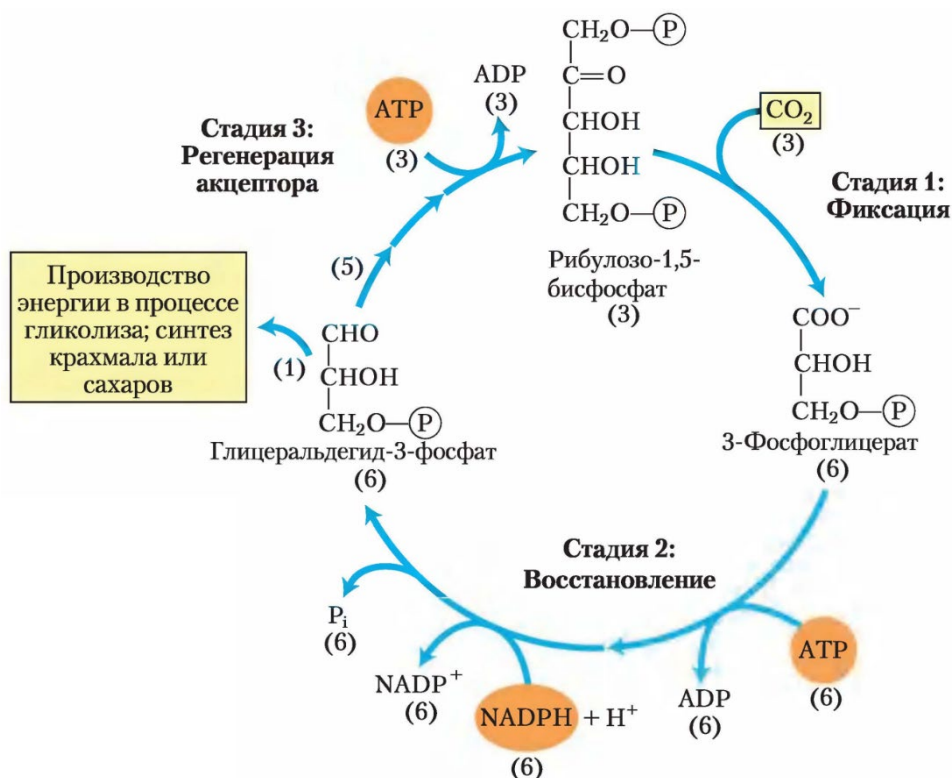 CH₂O—P
C=O
CHOH
CHOH
CH₂O—P
Рибулозо-1,5-
бисфосфат
(3)
CO₂
(3)
Стадия 1:
Фиксация
COO⁻
CHOH
CH₂O—P
3-Фосфоглицерат
(6)
Стадия 2:
Восстановление
ATP
(6)
ADP
(6)
NADPH + H⁺
(6)
NADP⁺
(6)
Pᵢ
(6)
CHO
CHOH
CH₂O—P
Глицеральдегид-3-фосфат
(6)
(1)
Производство
энергии в процессе
гликолиза; синтез
крахмала или
сахаров
(5)
Стадия 3:
Регенерация
акцептора
ATP
(3)
ADP
(3)